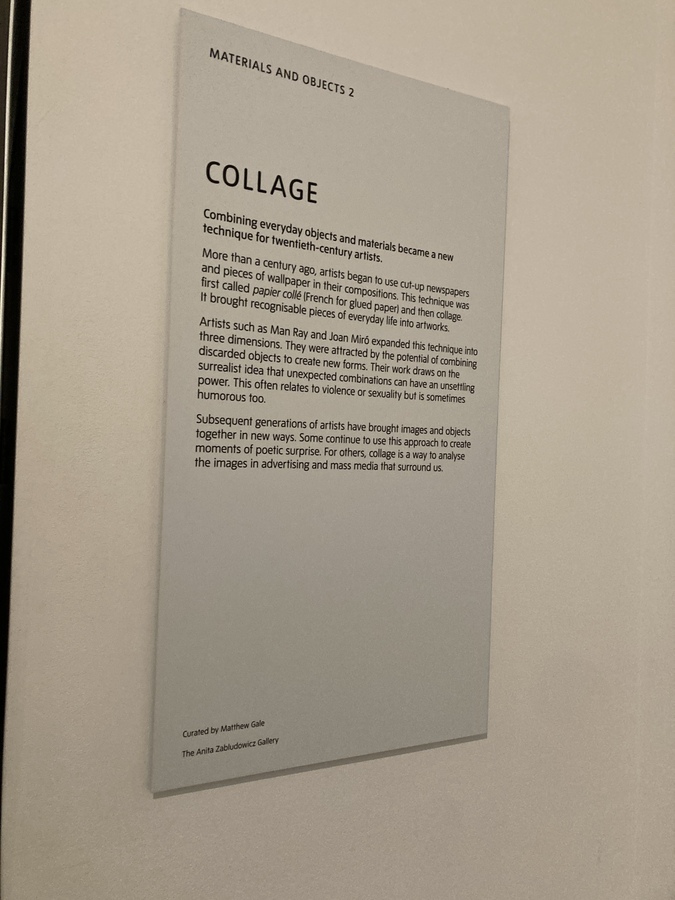 MATERIALS AND OBJECTS 2
COLLAGE
Combining everyday objects and materials became a new
technique for twentieth-century artists.
More than a century ago, artists began to use cut-up newspapers
and pieces of wallpaper in their compositions. This technique was
first called papier collé (French for glued paper) and then collage.
It brought recognisable pieces of everyday life into artworks.
Artists such as Man Ray and Joan Miró expanded this technique into
three dimensions. They were attracted by the potential of combining
discarded objects to create new forms. Their work draws on the
surrealist idea that unexpected combinations can have an unsettling
power. This often relates to violence or sexuality but is sometimes
humorous too.
Subsequent generations of artists have brought images and objects
together in new ways. Some continue to use this approach to create
moments of poetic surprise. For others, collage is a way to analyse
the images in advertising and mass media that surround us.
Curated by Matthew Gale
The Anita Zabludowicz Gallery